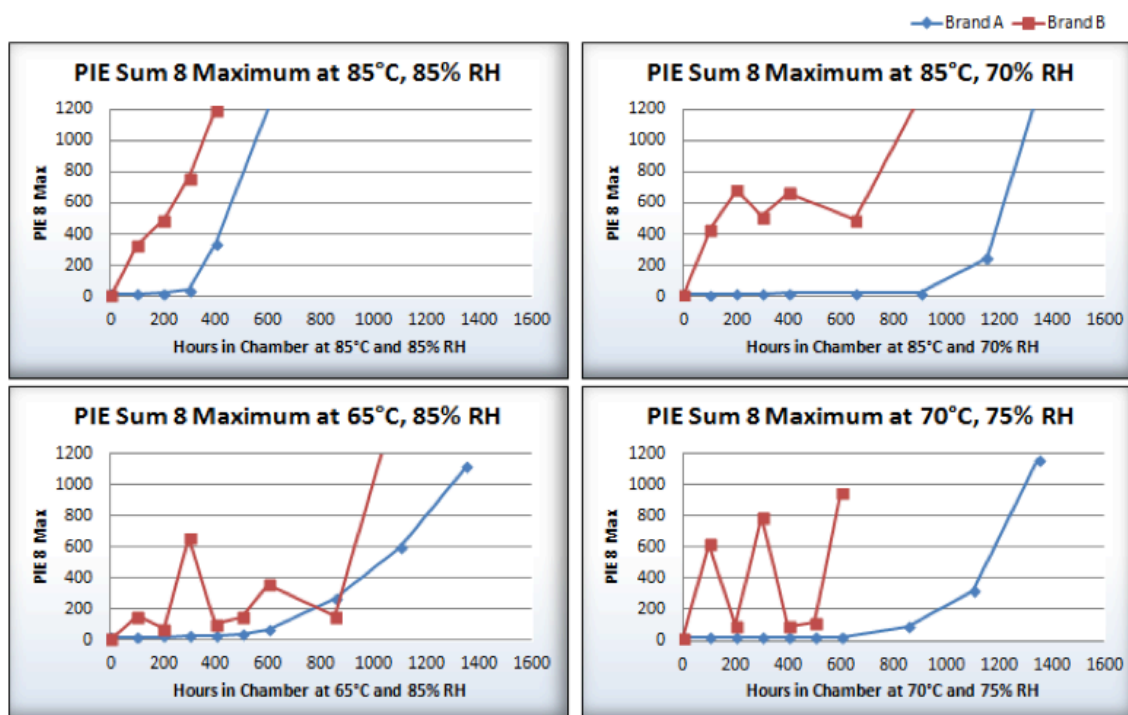 Brand A Brand B
PIE Sum 8 Maximum at 85°C, 85% RH
1200
1000
800
600
400
200
0
PIE 8 Max
0 200 400 600 800 1000 1200 1400 1600
Hours in Chamber at 85°C and 85% RH
PIE Sum 8 Maximum at 85°C, 70% RH
1200
1000
800
600
400
200
0
PIE 8 Max
0 200 400 600 800 1000 1200 1400 1600
Hours in Chamber at 85°C and 70% RH
PIE Sum 8 Maximum at 65°C, 85% RH
1200
1000
800
600
400
200
0
PIE 8 Max
0 200 400 600 800 1000 1200 1400 1600
Hours in Chamber at 65°C and 85% RH
PIE Sum 8 Maximum at 70°C, 75% RH
1200
1000
800
600
400
200
0
PIE 8 Max
0 200 400 600 800 1000 1200 1400 1600
Hours in Chamber at 70°C and 75% RH